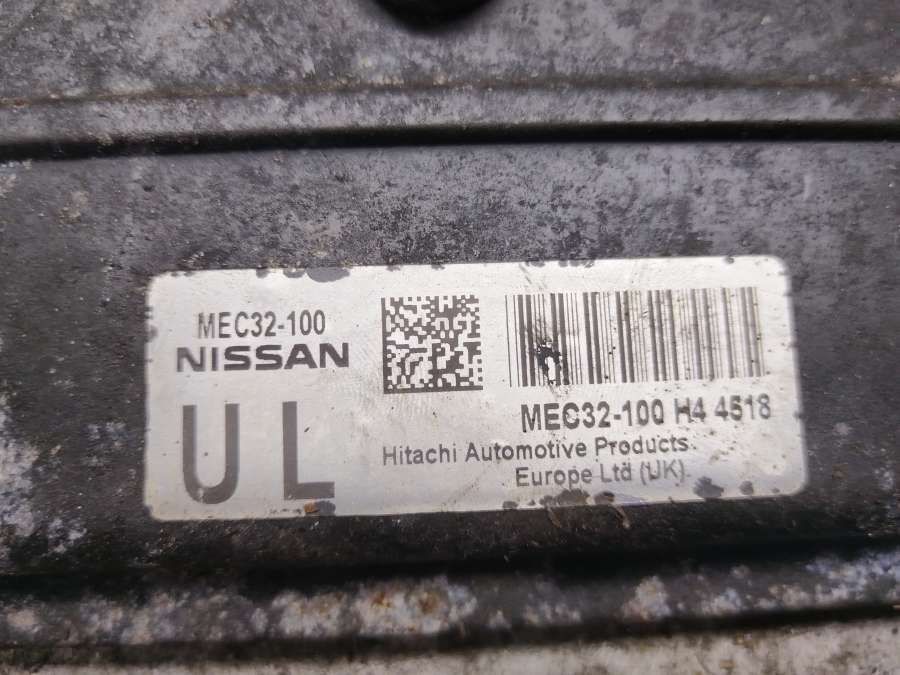 MEC32-100
NISSAN
UL
MEC32-100 H4 4518
Hitachi Automotive Products
Europe Ltd (UK)